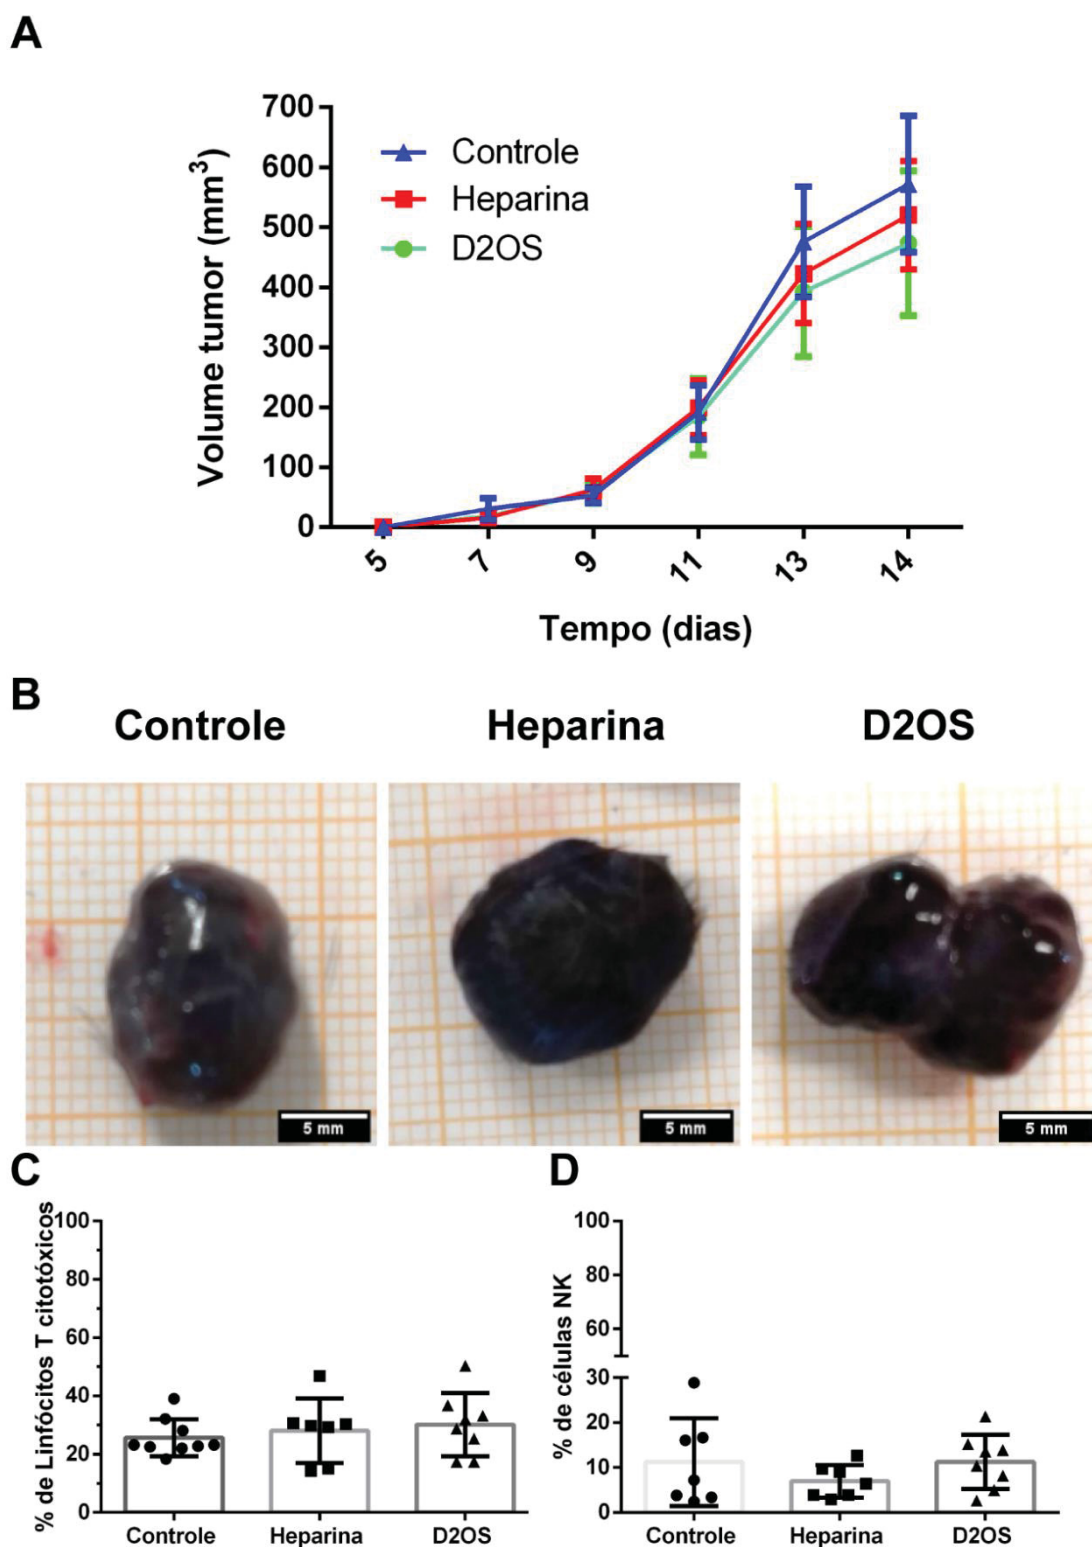 A
Volume tumor (mm³)
700
600
500
400
300
200
100
0
Controle
Heparina
D2OS
5 7 9 11 13 14
Tempo (dias)
B
Controle Heparina D2OS
5 mm 5 mm 5 mm
C
% de Linfócitos T citotóxicos
100
80
60
40
20
0
Controle Heparina D2OS
D
% de células NK
100
80
60
30
20
10
0
Controle Heparina D2OS